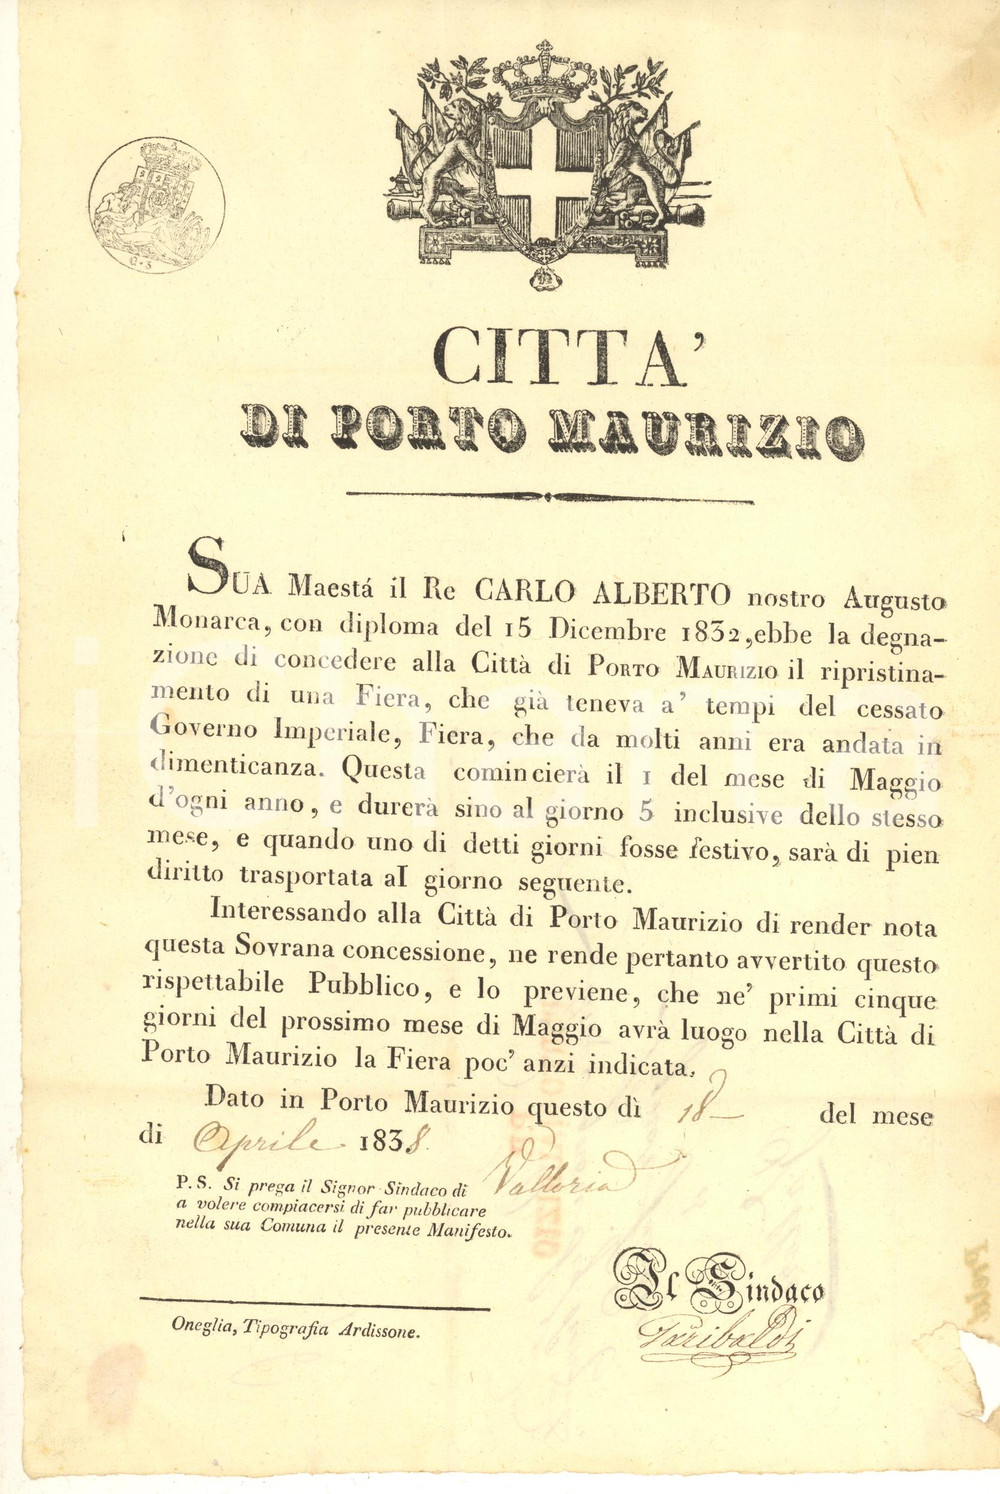 G·S
CITTA'
DI PORTO MAURIZIO
SUA Maestá il Re CARLO ALBERTO nostro Augusto
Monarca, con diploma del 15 Dicembre 1832, ebbe la degna-
zione di concedere alla Città di PORTO MAURIZIO il ripristina-
mento di una Fiera, che già teneva a' tempi del cessato
Governo Imperiale, Fiera, che da molti anni era andata in
dimenticanza. Questa comincierà il 1 del mese di Maggio
d'ogni anno, e durerà sino al giorno 5 inclusive dello stesso
mese, e quando uno di detti giorni fosse festivo, sarà di pien
diritto trasportata al giorno seguente.
Interessando alla Città di Porto Maurizio di render nota
questa Sovrana concessione, ne rende pertanto avvertito questo
rispettabile Pubblico, e lo previene, che ne' primi cinque
giorni del prossimo mese di Maggio avrà luogo nella Città di
Porto Maurizio la Fiera poc' anzi indicata.
Dato in Porto Maurizio questo dì 18 del mese
di Aprile 1838.
P. S. Si prega il Signor Sindaco di Valloria
a volere compiacersi di far pubblicare
nella sua Comuna il presente Manifesto.
Il Sindaco
Garibaldi
Oneglia, Tipografia Ardissone.